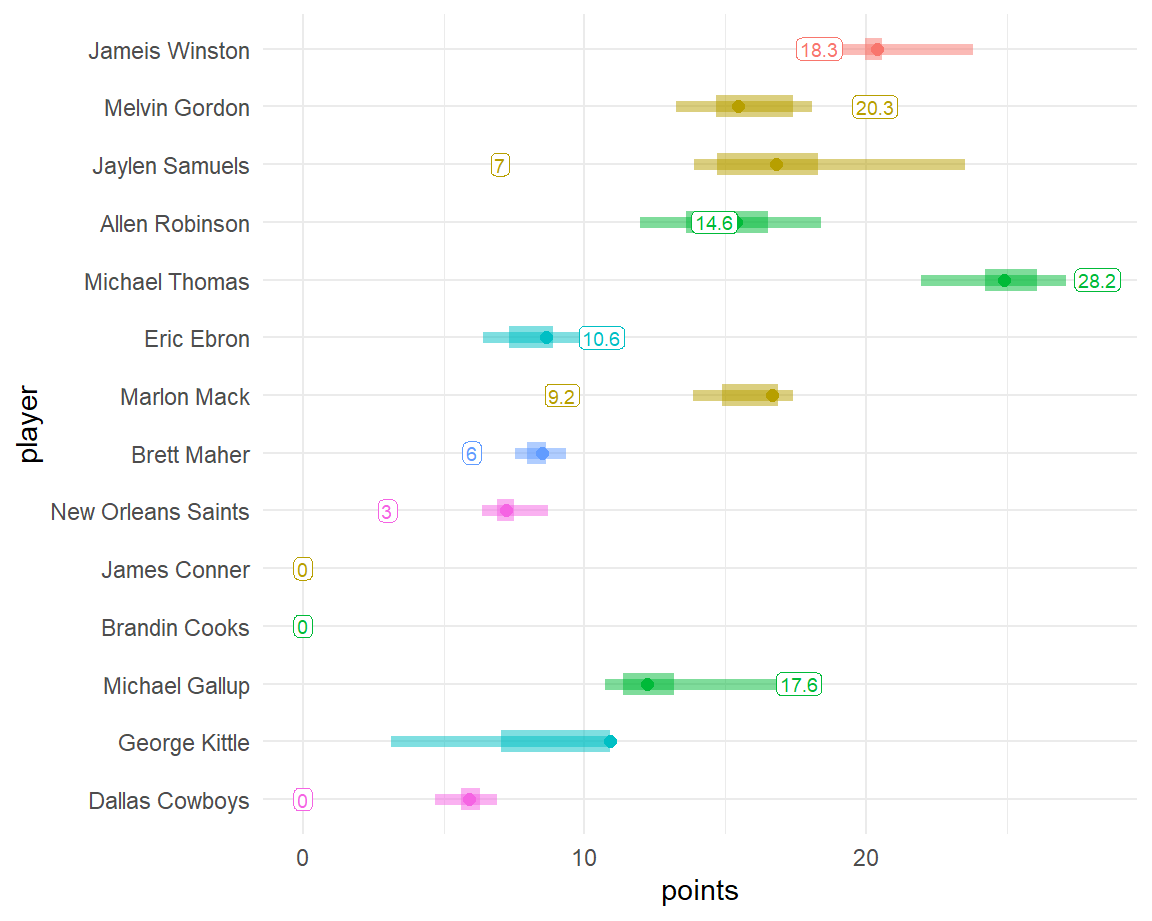 Jameis Winston 18.3
Melvin Gordon 20.3
Jaylen Samuels 7
Allen Robinson 14.6
Michael Thomas 28.2
Eric Ebron 10.6
Marlon Mack 9.2
Brett Maher 6
New Orleans Saints 3
James Conner 0
Brandin Cooks 0
Michael Gallup 17.6
George Kittle
Dallas Cowboys 0
player
0 10 20
points